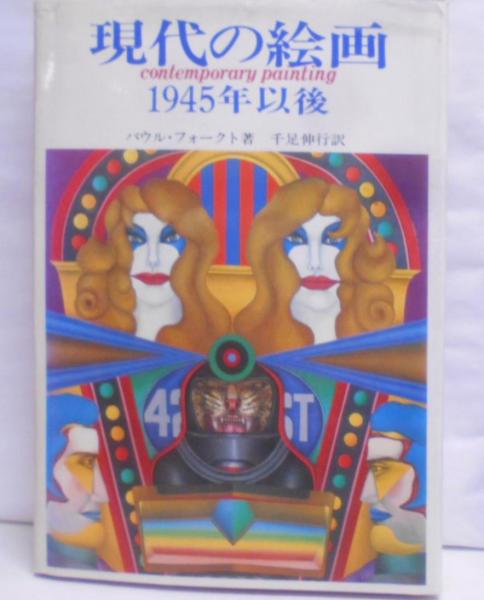 現代の絵画
contemporary painting
1945年以後
パウル・フォークト著 千足伸行訳
42
ST